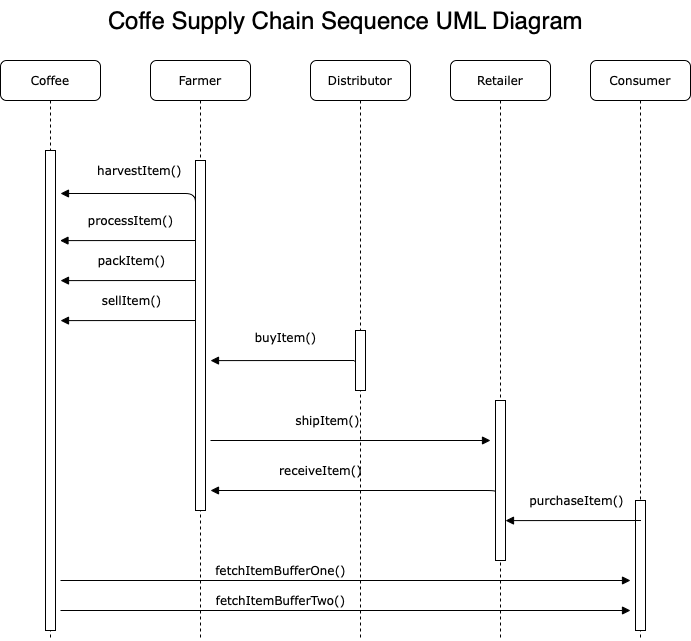 Coffe Supply Chain Sequence UML Diagram
Coffee
Farmer
Distributor
Retailer
Consumer
harvestItem()
processItem()
packItem()
sellItem()
buyItem()
shipItem()
receiveItem()
purchaseItem()
fetchItemBufferOne()
fetchItemBufferTwo()